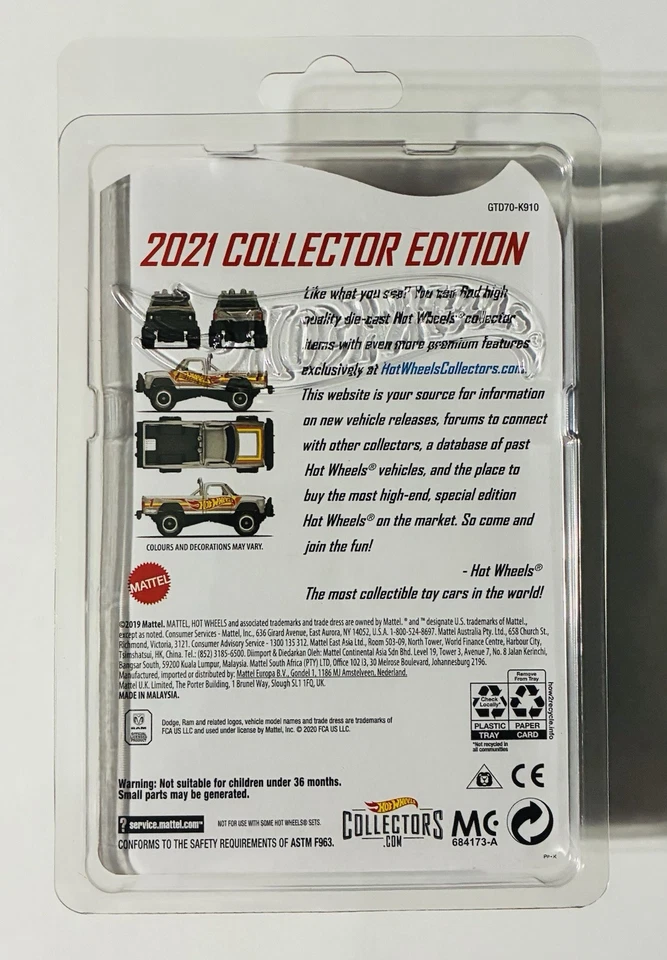 GTD70-K910
2021 COLLECTOR EDITION
Like what you see? You can find high
quality die-cast Hot Wheels® collector
items with even more premium features
exclusively at HotWheelsCollectors.com.
This website is your source for information
on new vehicle releases, forums to connect
with other collectors, a database of past
Hot Wheels® vehicles, and the place to
buy the most high-end, special edition
Hot Wheels® on the market. So come and
join the fun!
- Hot Wheels®
The most collectible toy cars in the world!
HOT WHEELS
COLOURS AND DECORATIONS MAY VARY.
MATTEL
©2019 Mattel. MATTEL, HOT WHEELS and associated trademarks and trade dress are owned by Mattel. ® and ™ designate U.S. trademarks of Mattel.,
except as noted. Consumer Services - Mattel, Inc., 636 Girard Avenue, East Aurora, NY 14052, U.S.A. 1-800-524-8697. Mattel Australia Pty. Ltd., 658 Church St.,
Richmond, Victoria, 3121. Consumer Advisory Service - 1300 135 312. Mattel East Asia Ltd., Room 503-09, North Tower, World Finance Centre, Harbour City,
Tsimshatsui, HK, China. Tel.: (852) 3185-6500. Diimport & Diedarkan Oleh: Mattel Continental Asia Sdn Bhd. Level 19, Tower 3, Avenue 7, No. 8 Jalan Kerinchi,
Bangsar South, 59200 Kuala Lumpur, Malaysia. Mattel South Africa (PTY) LTD, Office 102 I3, 30 Melrose Boulevard, Johannesburg 2196.
Manufactured, imported or distributed by: Mattel Europa B.V., Gondel 1, 1186 MJ Amstelveen, Nederland.
Mattel U.K. Limited, The Porter Building, 1 Brunel Way, Slough SL1 1FQ, UK.
MADE IN MALAYSIA.
RAM
Dodge, Ram and related logos, vehicle model names and trade dress are trademarks of
FCA US LLC and used under license by Mattel, Inc. © 2020 FCA US LLC.
Check
Locally*
PLASTIC
TRAY
*Not recycled in
all communities
Remove
From Tray
PAPER
CARD
how2recycle.info
CE
Warning: Not suitable for children under 36 months.
Small parts may be generated.
? service.mattel.com™
NOT FOR USE WITH SOME HOT WHEELS® SETS.
CONFORMS TO THE SAFETY REQUIREMENTS OF ASTM F963.
HOT WHEELS
COLLECTORS
.COM
MC
684173-A